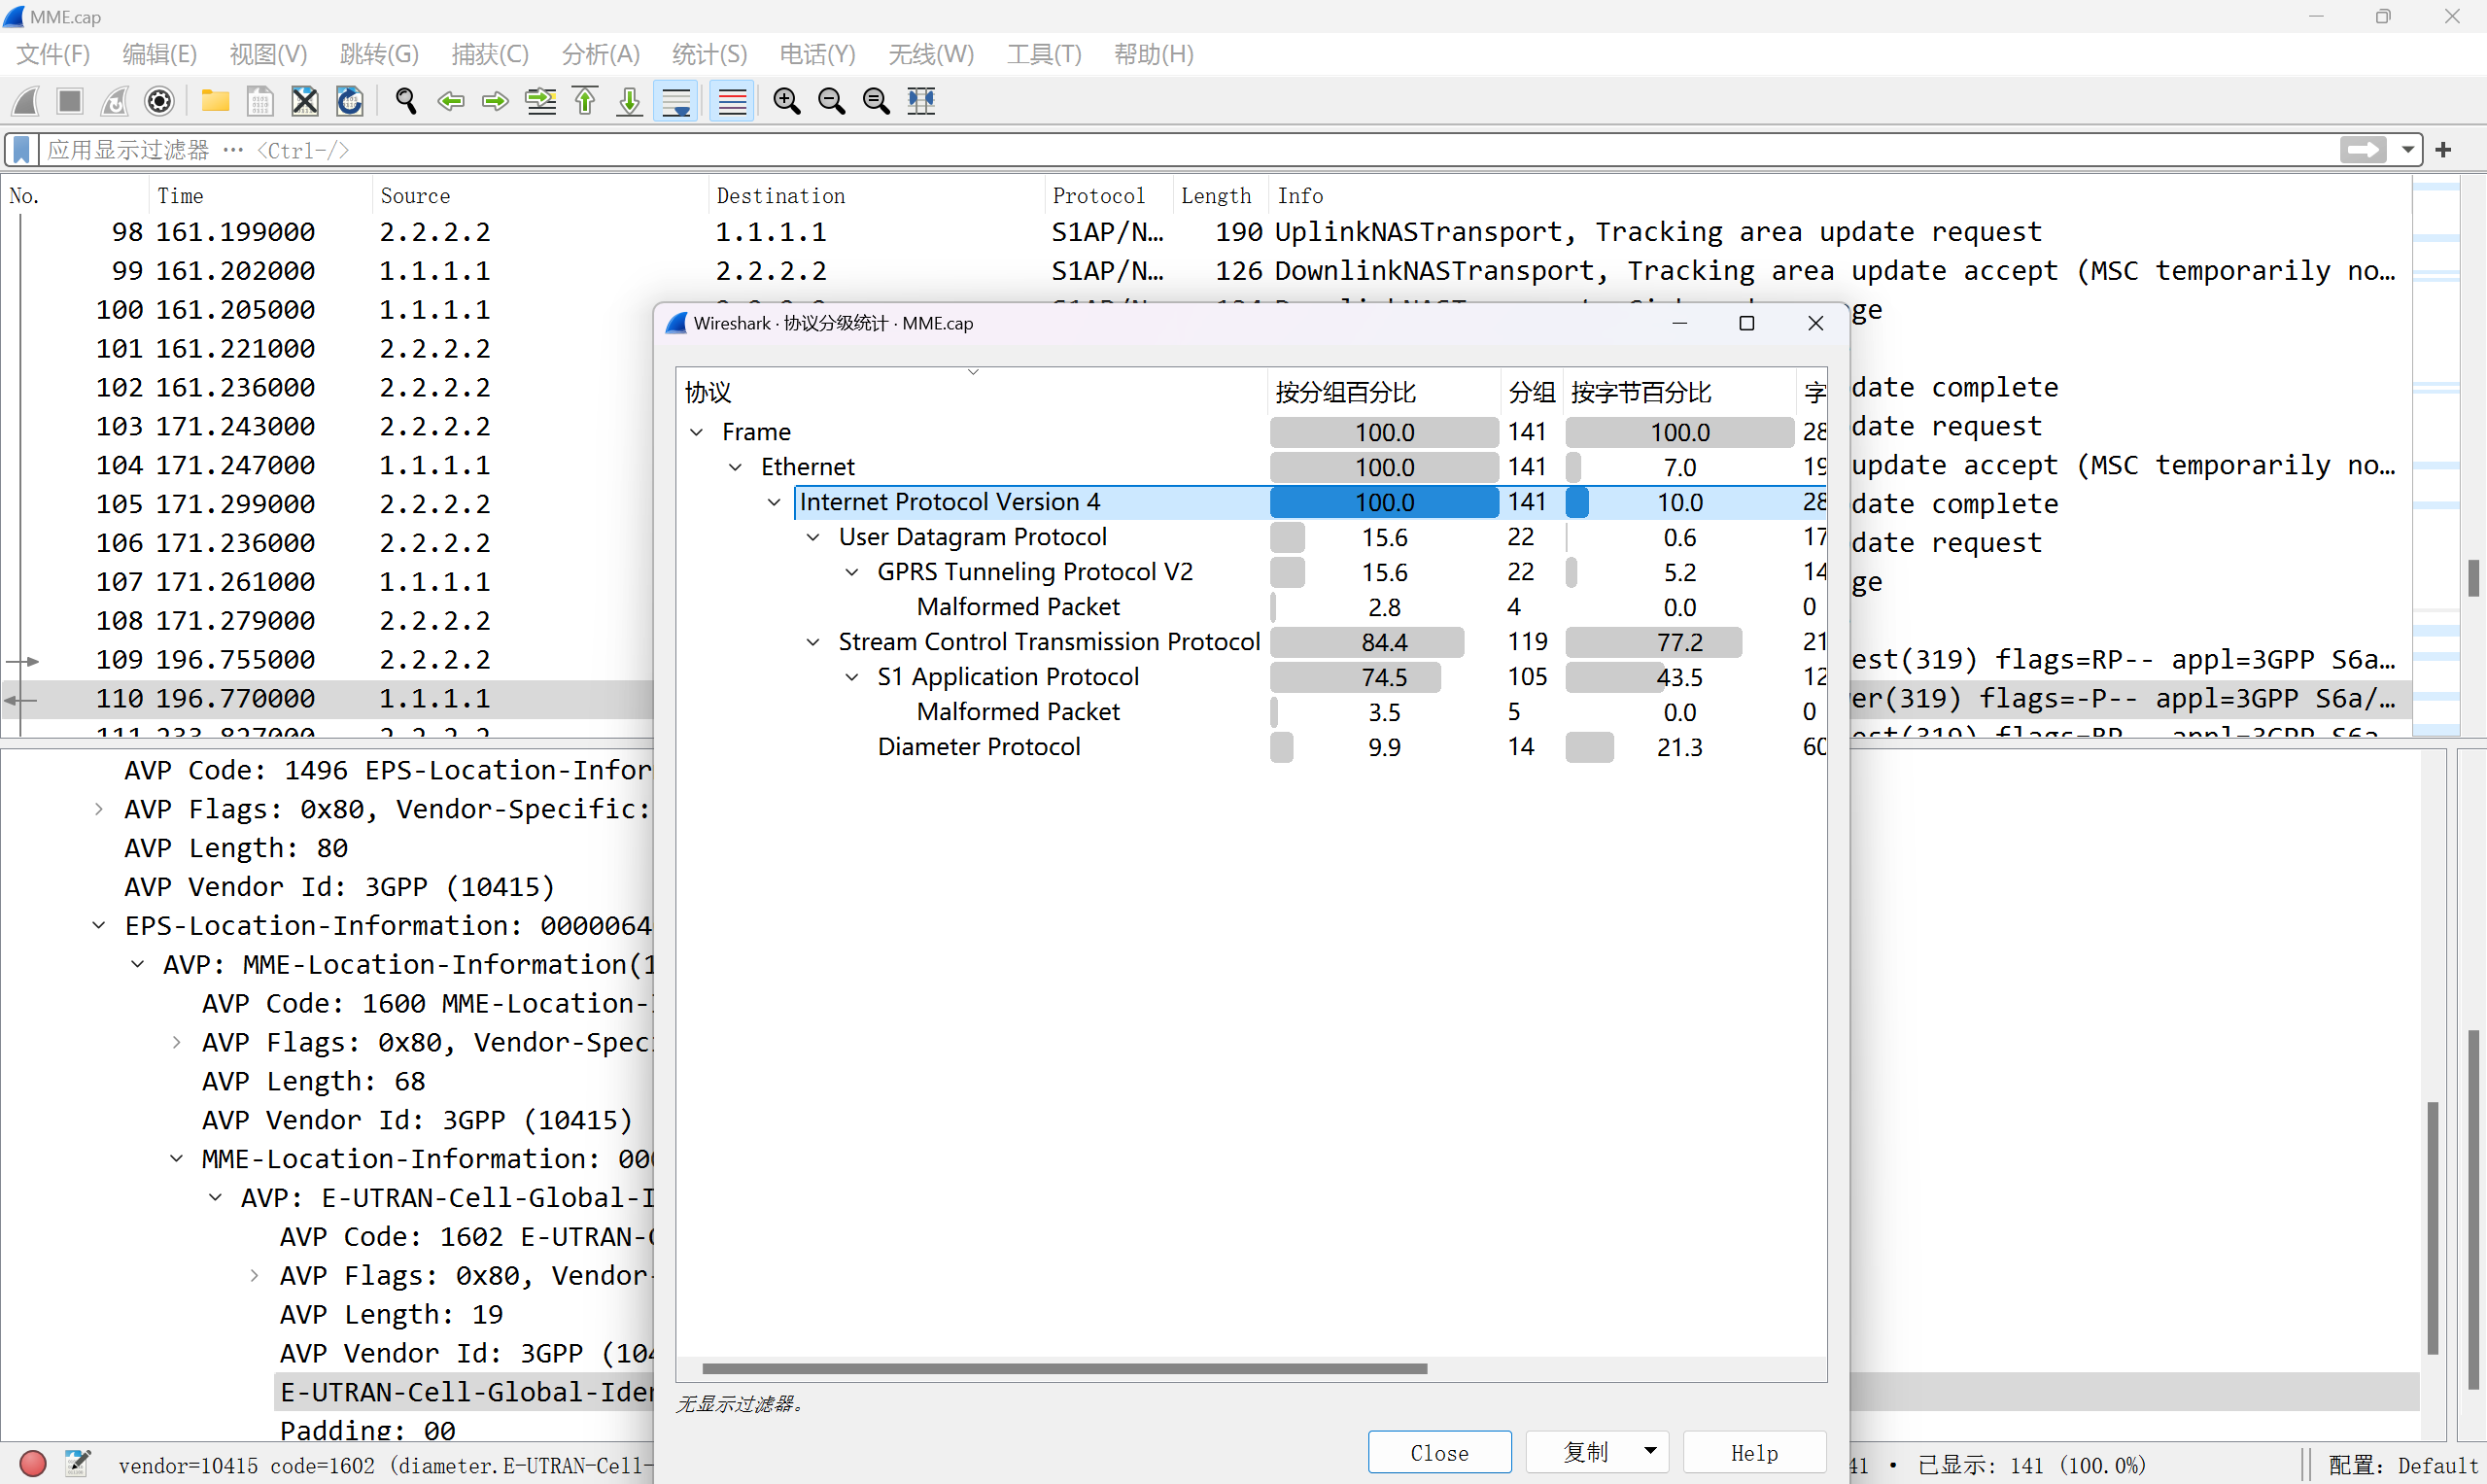 MME.cap
文件(F) 编辑(E) 视图(V) 跳转(G) 捕获(C) 分析(A) 统计(S) 电话(Y) 无线(W) 工具(T) 帮助(H)
应用显示过滤器 … <Ctrl-/>
No. Time Source Destination Protocol Length Info
98 161.199000 2.2.2.2 1.1.1.1 S1AP/N… 190 UplinkNASTransport, Tracking area update request
99 161.202000 1.1.1.1 2.2.2.2 S1AP/N… 126 DownlinkNASTransport, Tracking area update accept (MSC temporarily no…
100 161.205000 1.1.1.1 ge
101 161.221000 2.2.2.2
102 161.236000 2.2.2.2 date complete
103 171.243000 2.2.2.2 date request
104 171.247000 1.1.1.1 update accept (MSC temporarily no…
105 171.299000 2.2.2.2 date complete
106 171.236000 2.2.2.2 date request
107 171.261000 1.1.1.1 ge
108 171.279000 2.2.2.2
109 196.755000 2.2.2.2 est(319) flags=RP-- appl=3GPP S6a…
110 196.770000 1.1.1.1 er(319) flags=-P-- appl=3GPP S6a/…
111 233.827000 2.2.2.2 est(319) flags=RP-- appl=3GPP S6a…
Wireshark · 协议分级统计 · MME.cap
协议 按分组百分比 分组 按字节百分比 字
Frame 100.0 141 100.0 28
Ethernet 100.0 141 7.0 19
Internet Protocol Version 4 100.0 141 10.0 28
User Datagram Protocol 15.6 22 0.6 17
GPRS Tunneling Protocol V2 15.6 22 5.2 14
Malformed Packet 2.8 4 0.0 0
Stream Control Transmission Protocol 84.4 119 77.2 21
S1 Application Protocol 74.5 105 43.5 12
Malformed Packet 3.5 5 0.0 0
Diameter Protocol 9.9 14 21.3 60
无显示过滤器。
Close 复制 Help
AVP Code: 1496 EPS-Location-Infor
AVP Flags: 0x80, Vendor-Specific:
AVP Length: 80
AVP Vendor Id: 3GPP (10415)
EPS-Location-Information: 0000064
AVP: MME-Location-Information(1
AVP Code: 1600 MME-Location-
AVP Flags: 0x80, Vendor-Spec
AVP Length: 68
AVP Vendor Id: 3GPP (10415)
MME-Location-Information: 000
AVP: E-UTRAN-Cell-Global-I
AVP Code: 1602 E-UTRAN-C
AVP Flags: 0x80, Vendor-
AVP Length: 19
AVP Vendor Id: 3GPP (104
E-UTRAN-Cell-Global-Iden
Padding: 00
vendor=10415 code=1602 (diameter.E-UTRAN-Cell- 41 · 已显示: 141 (100.0%) 配置: Default